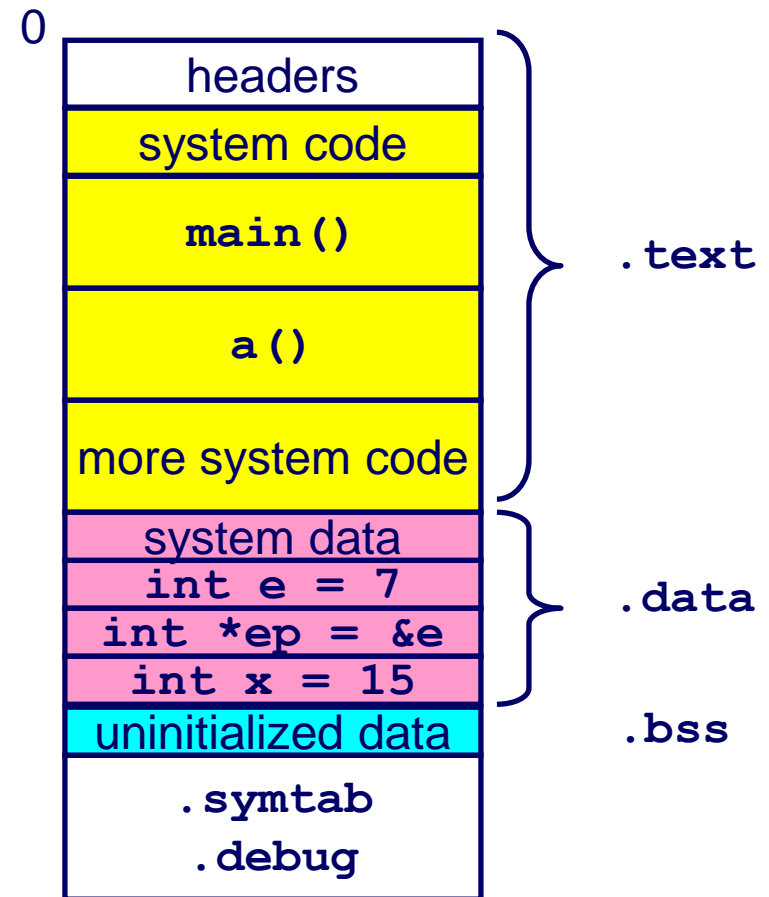 0
headers
system code
main()
a()
more system code
.text
system data
int e = 7
int *ep = &e
int x = 15
.data
uninitialized data
.bss
.symtab
.debug